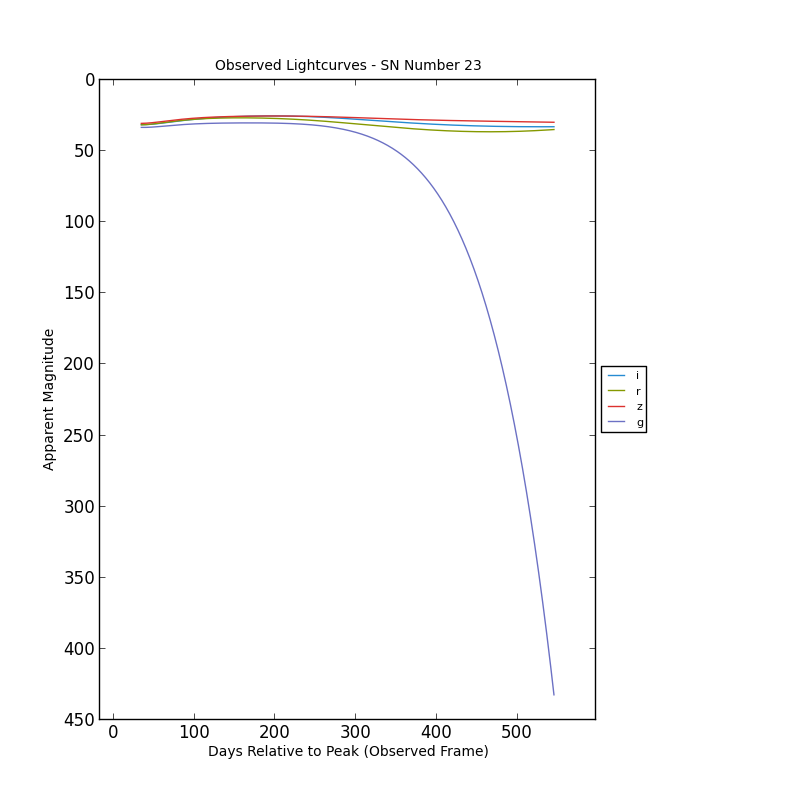 Observed Lightcurves - SN Number 23
0
50
100
150
200
250
300
350
400
450
Apparent Magnitude
0 100 200 300 400 500
Days Relative to Peak (Observed Frame)
i
r
z
g